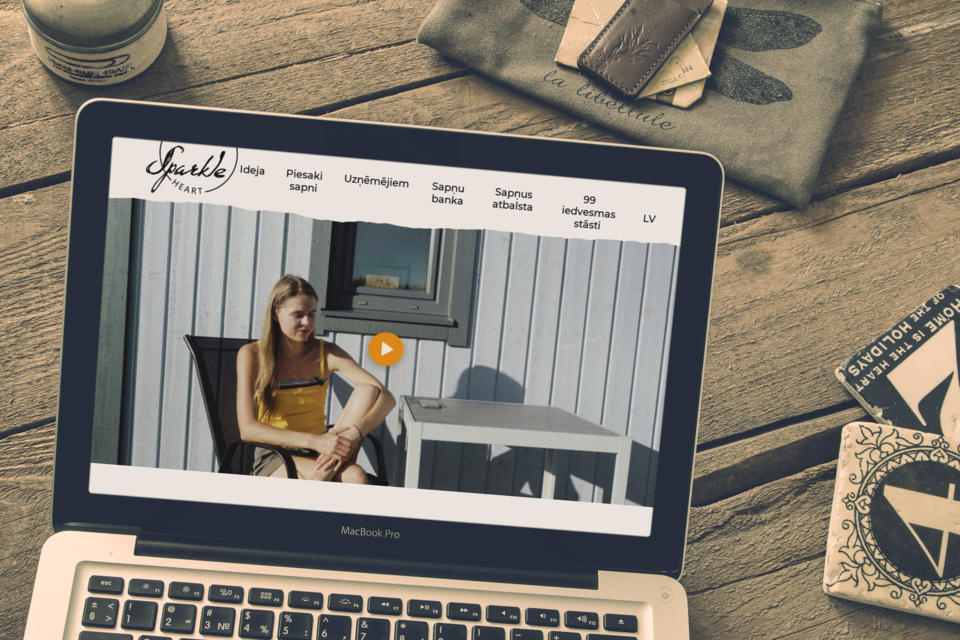 la libellule
Sparkle
HEART
Ideja
Piesaki
sapni
Uzņēmējiem
Sapņu
banka
Sapņus
atbalsta
99
iedvesmas
stāsti
LV
HOME IS THE HEART
OF THE HOLIDAYS
MacBook Pro
esc